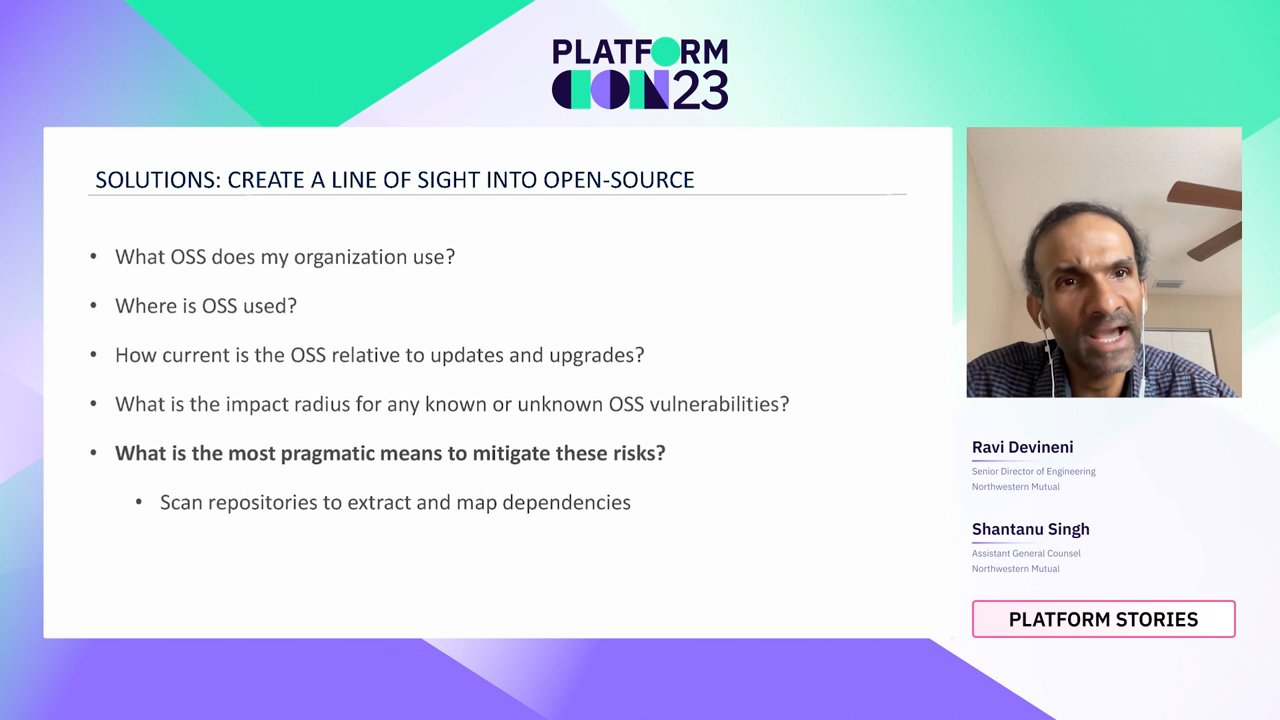 PLATFORM
CON23
SOLUTIONS: CREATE A LINE OF SIGHT INTO OPEN-SOURCE
• What OSS does my organization use?
• Where is OSS used?
• How current is the OSS relative to updates and upgrades?
• What is the impact radius for any known or unknown OSS vulnerabilities?
• What is the most pragmatic means to mitigate these risks?
• Scan repositories to extract and map dependencies
Ravi Devineni
Senior Director of Engineering
Northwestern Mutual
Shantanu Singh
Assistant General Counsel
Northwestern Mutual
PLATFORM STORIES